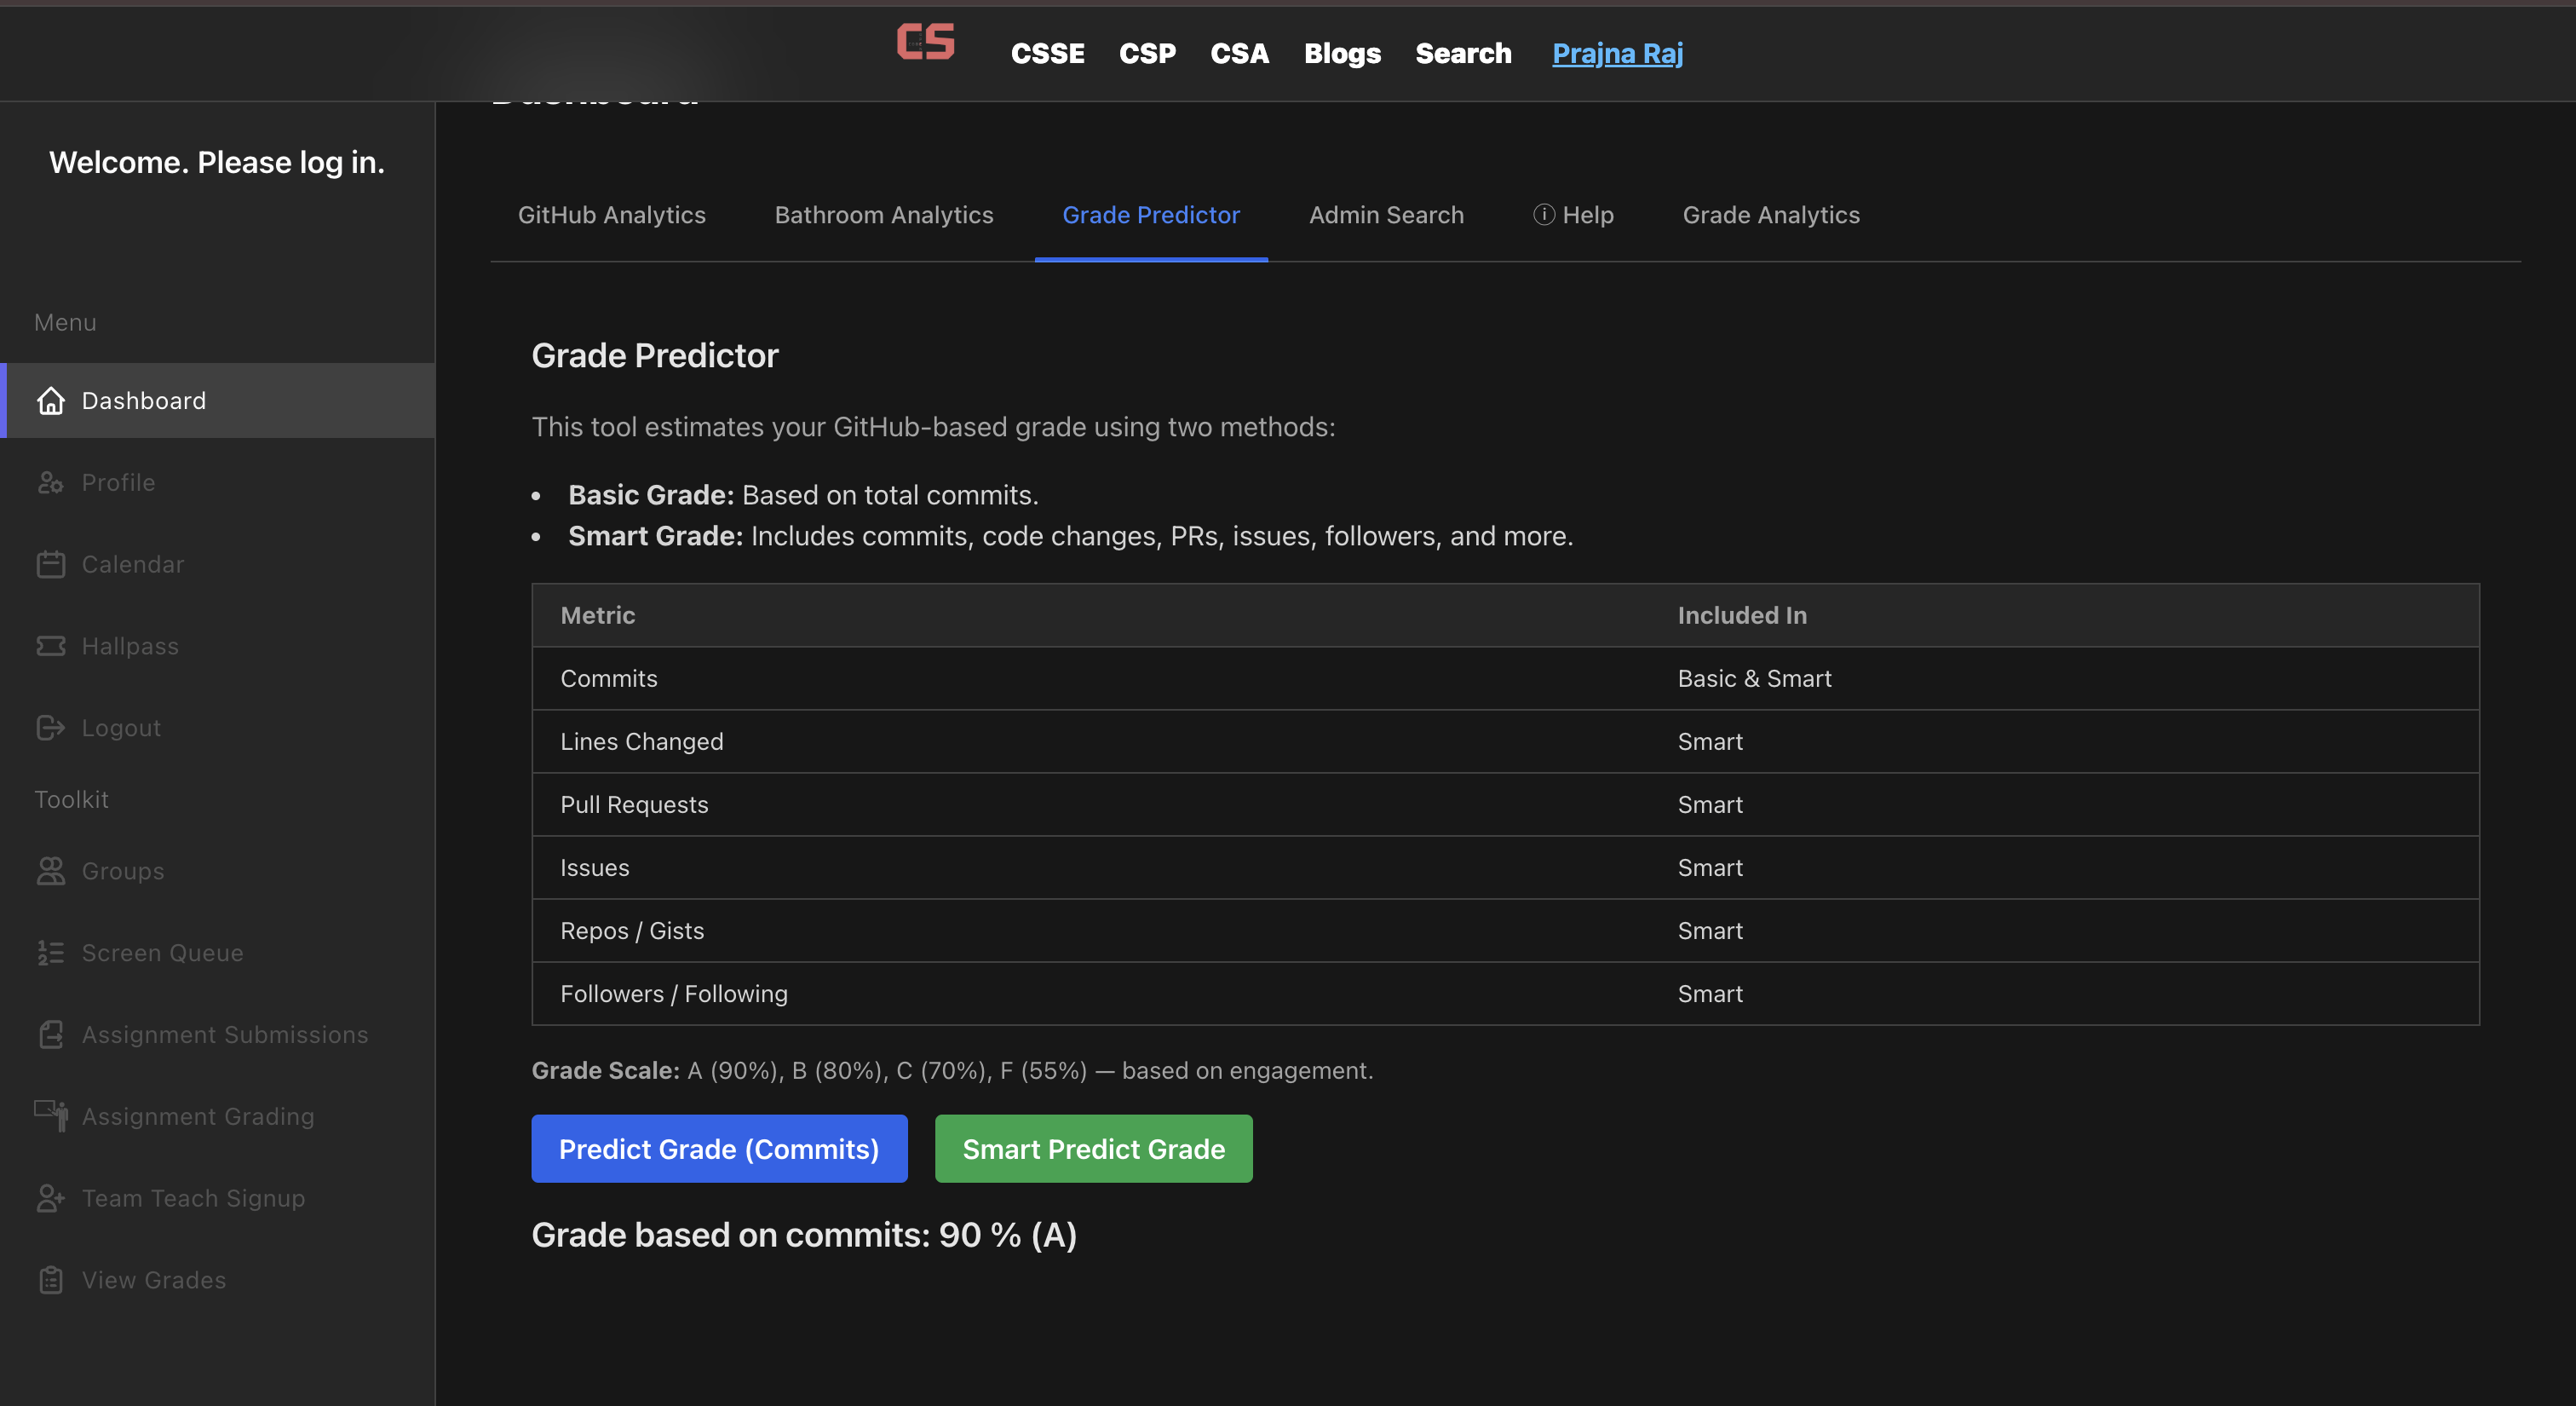 CS
CSSE CSP CSA Blogs Search Prajna Raj
Dashboard
Welcome. Please log in.
Menu
Dashboard
Profile
Calendar
Hallpass
Logout
Toolkit
Groups
Screen Queue
Assignment Submissions
Assignment Grading
Team Teach Signup
View Grades
GitHub Analytics Bathroom Analytics Grade Predictor Admin Search ⓘ Help Grade Analytics
Grade Predictor
This tool estimates your GitHub-based grade using two methods:
• Basic Grade: Based on total commits.
• Smart Grade: Includes commits, code changes, PRs, issues, followers, and more.
Metric Included In
Commits Basic & Smart
Lines Changed Smart
Pull Requests Smart
Issues Smart
Repos / Gists Smart
Followers / Following Smart
Grade Scale: A (90%), B (80%), C (70%), F (55%) — based on engagement.
Predict Grade (Commits) Smart Predict Grade
Grade based on commits: 90 % (A)